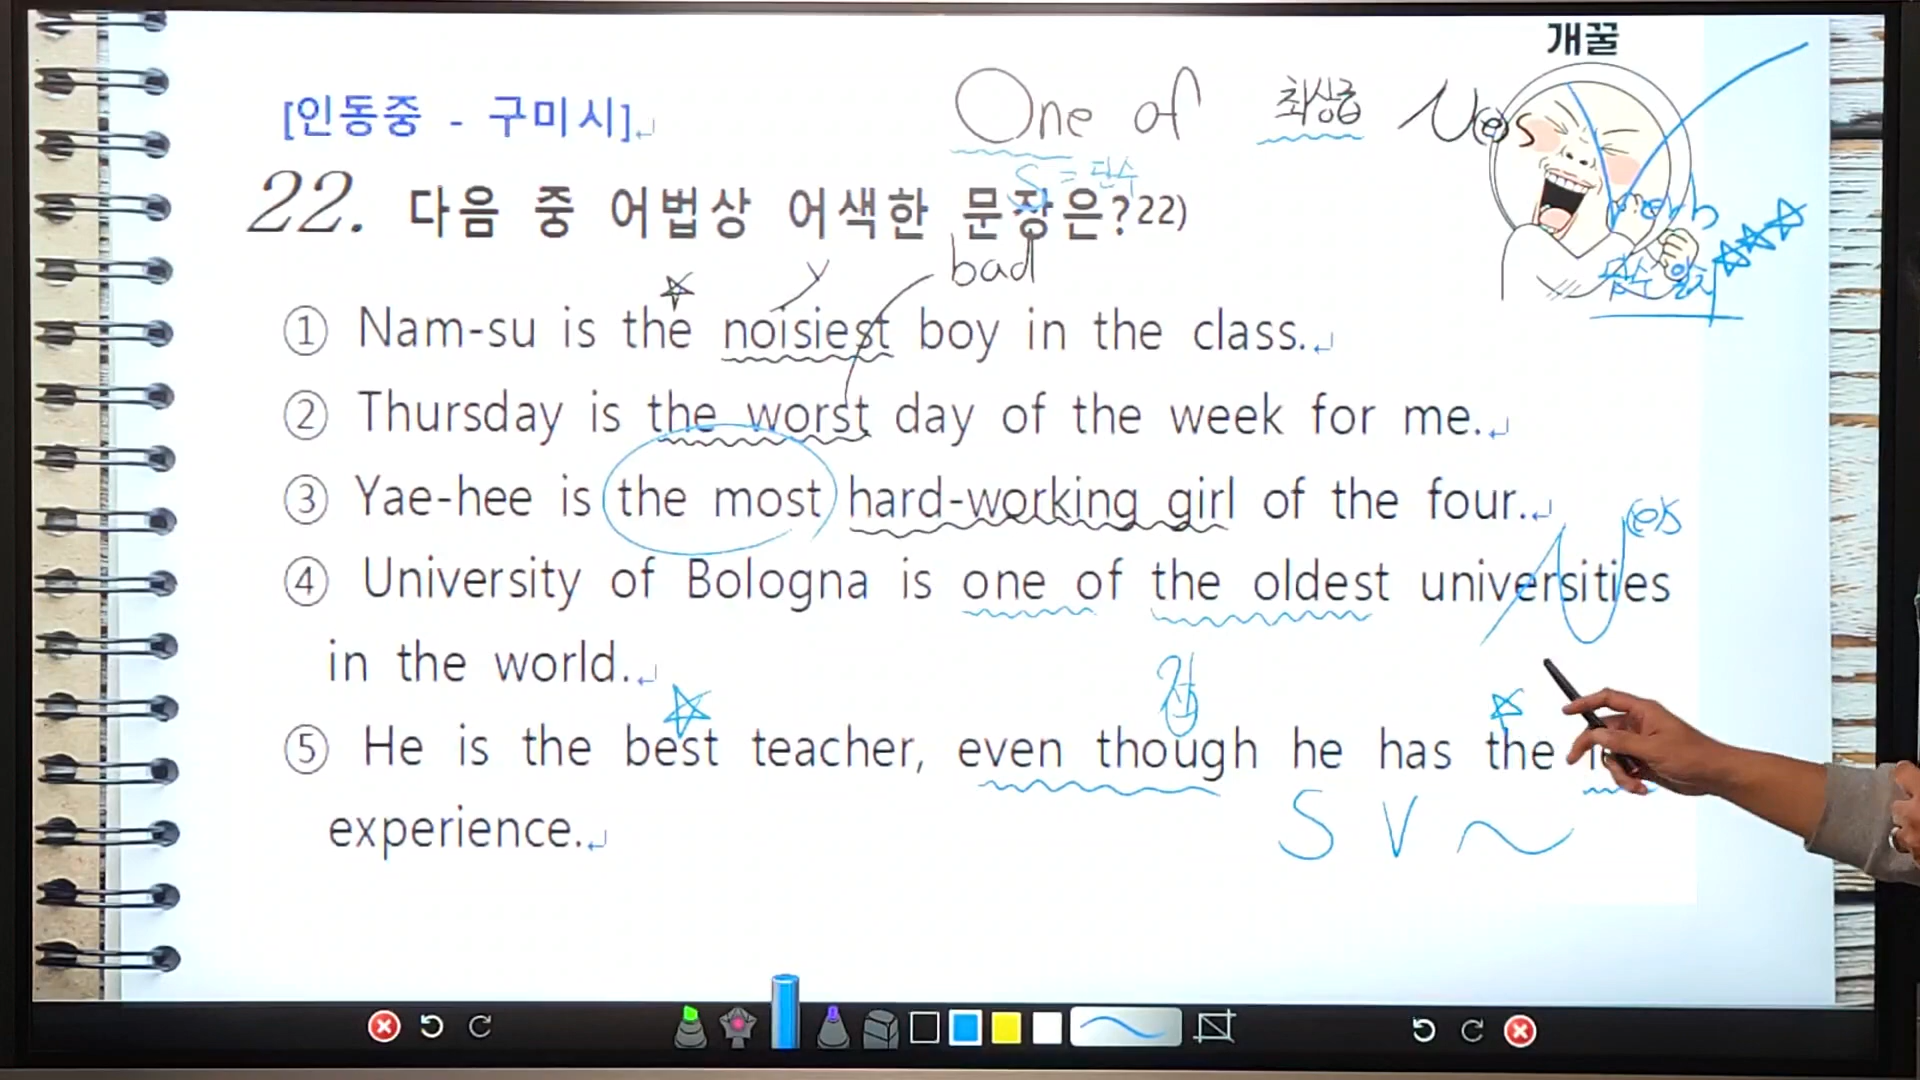 개꿀
[인동중 - 구미시]
One of 최상급 N(e)s
S = 단수
22. 다음 중 어법상 어색한 문장은?22)
verb
bad
y
① Nam-su is the noisiest boy in the class.
② Thursday is the worst day of the week for me.
③ Yae-hee is the most hard-working girl of the four.
(e)s
N
④ University of Bologna is one of the oldest universities
in the world.
⑤ He is the best teacher, even though he has the
experience.
S V ~